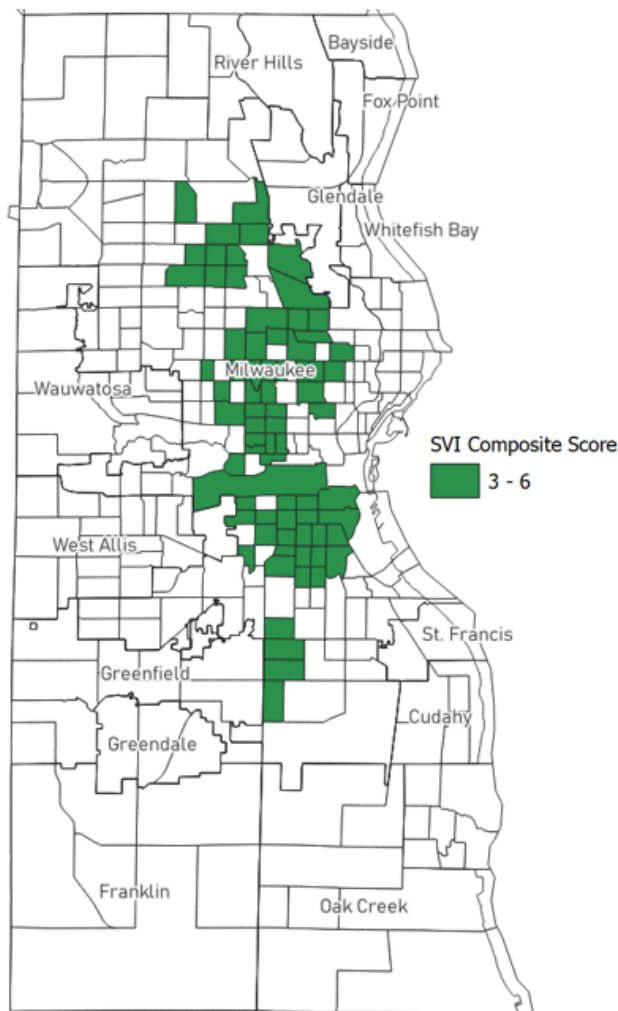 Bayside
River Hills
Fox Point
Glendale
Whitefish Bay
Milwaukee
Wauwatosa
SVI Composite Score
3 - 6
West Allis
St. Francis
Greenfield
Cudahy
Greendale
Franklin
Oak Creek